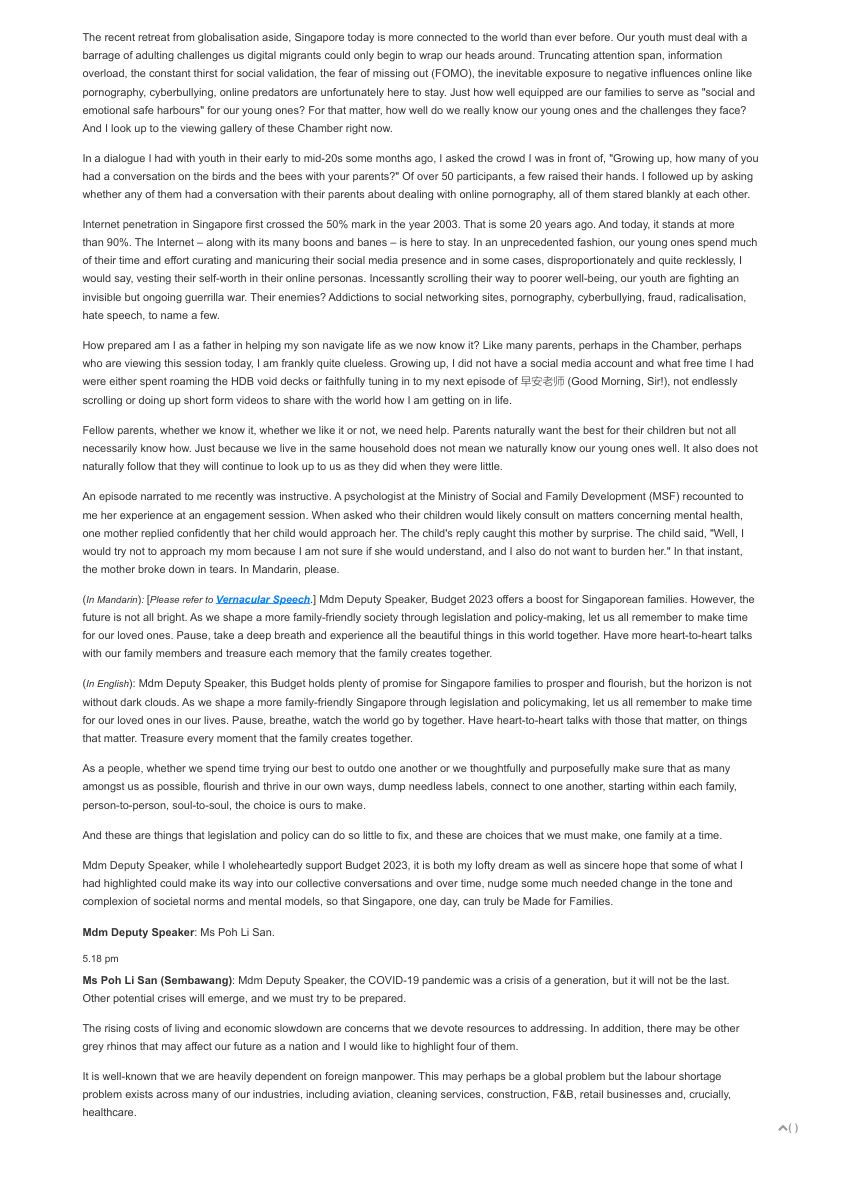 The recent retreat from globalisation aside, Singapore today is more connected to the world than ever before. Our youth must deal with a
barrage of adulting challenges us digital migrants could only begin to wrap our heads around. Truncating attention span, information
overload, the constant thirst for social validation, the fear of missing out (FOMO), the inevitable exposure to negative influences online like
pornography, cyberbullying, online predators are unfortunately here to stay. Just how well equipped are our families to serve as "social and
emotional safe harbours" for our young ones? For that matter, how well do we really know our young ones and the challenges they face?
And I look up to the viewing gallery of these Chamber right now.
In a dialogue I had with youth in their early to mid-20s some months ago, I asked the crowd I was in front of, "Growing up, how many of you
had a conversation on the birds and the bees with your parents?" Of over 50 participants, a few raised their hands. I followed up by asking
whether any of them had a conversation with their parents about dealing with online pornography, all of them stared blankly at each other.
Internet penetration in Singapore first crossed the 50% mark in the year 2003. That is some 20 years ago. And today, it stands at more
than 90%. The Internet – along with its many boons and banes – is here to stay. In an unprecedented fashion, our young ones spend much
of their time and effort curating and manicuring their social media presence and in some cases, disproportionately and quite recklessly, I
would say, vesting their self-worth in their online personas. Incessantly scrolling their way to poorer well-being, our youth are fighting an
invisible but ongoing guerrilla war. Their enemies? Addictions to social networking sites, pornography, cyberbullying, fraud, radicalisation,
hate speech, to name a few.
How prepared am I as a father in helping my son navigate life as we now know it? Like many parents, perhaps in the Chamber, perhaps
who are viewing this session today, I am frankly quite clueless. Growing up, I did not have a social media account and what free time I had
were either spent roaming the HDB void decks or faithfully tuning in to my next episode of 早安老师 (Good Morning, Sir!), not endlessly
scrolling or doing up short form videos to share with the world how I am getting on in life.
Fellow parents, whether we know it, whether we like it or not, we need help. Parents naturally want the best for their children but not all
necessarily know how. Just because we live in the same household does not mean we naturally know our young ones well. It also does not
naturally follow that they will continue to look up to us as they did when they were little.
An episode narrated to me recently was instructive. A psychologist at the Ministry of Social and Family Development (MSF) recounted to
me her experience at an engagement session. When asked who their children would likely consult on matters concerning mental health,
one mother replied confidently that her child would approach her. The child's reply caught this mother by surprise. The child said, "Well, I
would try not to approach my mom because I am not sure if she would understand, and I also do not want to burden her." In that instant,
the mother broke down in tears. In Mandarin, please.
(In Mandarin): [Please refer to Vernacular Speech.] Mdm Deputy Speaker, Budget 2023 offers a boost for Singaporean families. However, the
future is not all bright. As we shape a more family-friendly society through legislation and policy-making, let us all remember to make time
for our loved ones. Pause, take a deep breath and experience all the beautiful things in this world together. Have more heart-to-heart talks
with our family members and treasure each memory that the family creates together.
(In English): Mdm Deputy Speaker, this Budget holds plenty of promise for Singapore families to prosper and flourish, but the horizon is not
without dark clouds. As we shape a more family-friendly Singapore through legislation and policymaking, let us all remember to make time
for our loved ones in our lives. Pause, breathe, watch the world go by together. Have heart-to-heart talks with those that matter, on things
that matter. Treasure every moment that the family creates together.
As a people, whether we spend time trying our best to outdo one another or we thoughtfully and purposefully make sure that as many
amongst us as possible, flourish and thrive in our own ways, dump needless labels, connect to one another, starting within each family,
person-to-person, soul-to-soul, the choice is ours to make.
And these are things that legislation and policy can do so little to fix, and these are choices that we must make, one family at a time.
Mdm Deputy Speaker, while I wholeheartedly support Budget 2023, it is both my lofty dream as well as sincere hope that some of what I
had highlighted could make its way into our collective conversations and over time, nudge some much needed change in the tone and
complexion of societal norms and mental models, so that Singapore, one day, can truly be Made for Families.
Mdm Deputy Speaker: Ms Poh Li San.
5.18 pm
Ms Poh Li San (Sembawang): Mdm Deputy Speaker, the COVID-19 pandemic was a crisis of a generation, but it will not be the last.
Other potential crises will emerge, and we must try to be prepared.
The rising costs of living and economic slowdown are concerns that we devote resources to addressing. In addition, there may be other
grey rhinos that may affect our future as a nation and I would like to highlight four of them.
It is well-known that we are heavily dependent on foreign manpower. This may perhaps be a global problem but the labour shortage
problem exists across many of our industries, including aviation, cleaning services, construction, F&B, retail businesses and, crucially,
healthcare.
( )